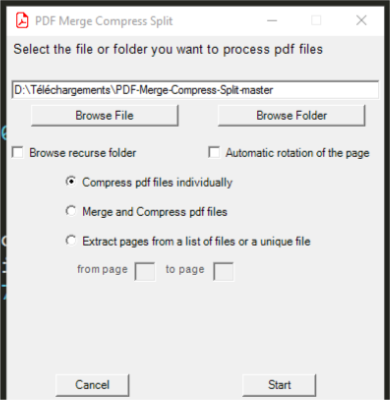 PDF Merge Compress Split
Select the file or folder you want to process pdf files
D:\Téléchargements\PDF-Merge-Compress-Split-master
Browse File Browse Folder
Browse recurse folder Automatic rotation of the page
Compress pdf files individually
Merge and Compress pdf files
Extract pages from a list of files or a unique file
from page to page
Cancel Start